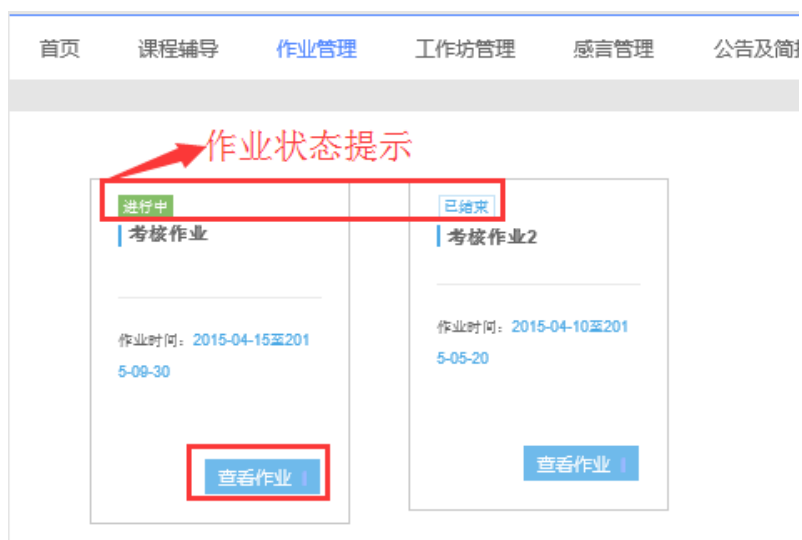 首页 课程辅导 作业管理 工作坊管理 感言管理 公告及简
作业状态提示
进行中
考核作业
作业时间：2015-04-15至201
5-09-30
查看作业
已结束
考核作业2
作业时间：2015-04-10至201
5-05-20
查看作业